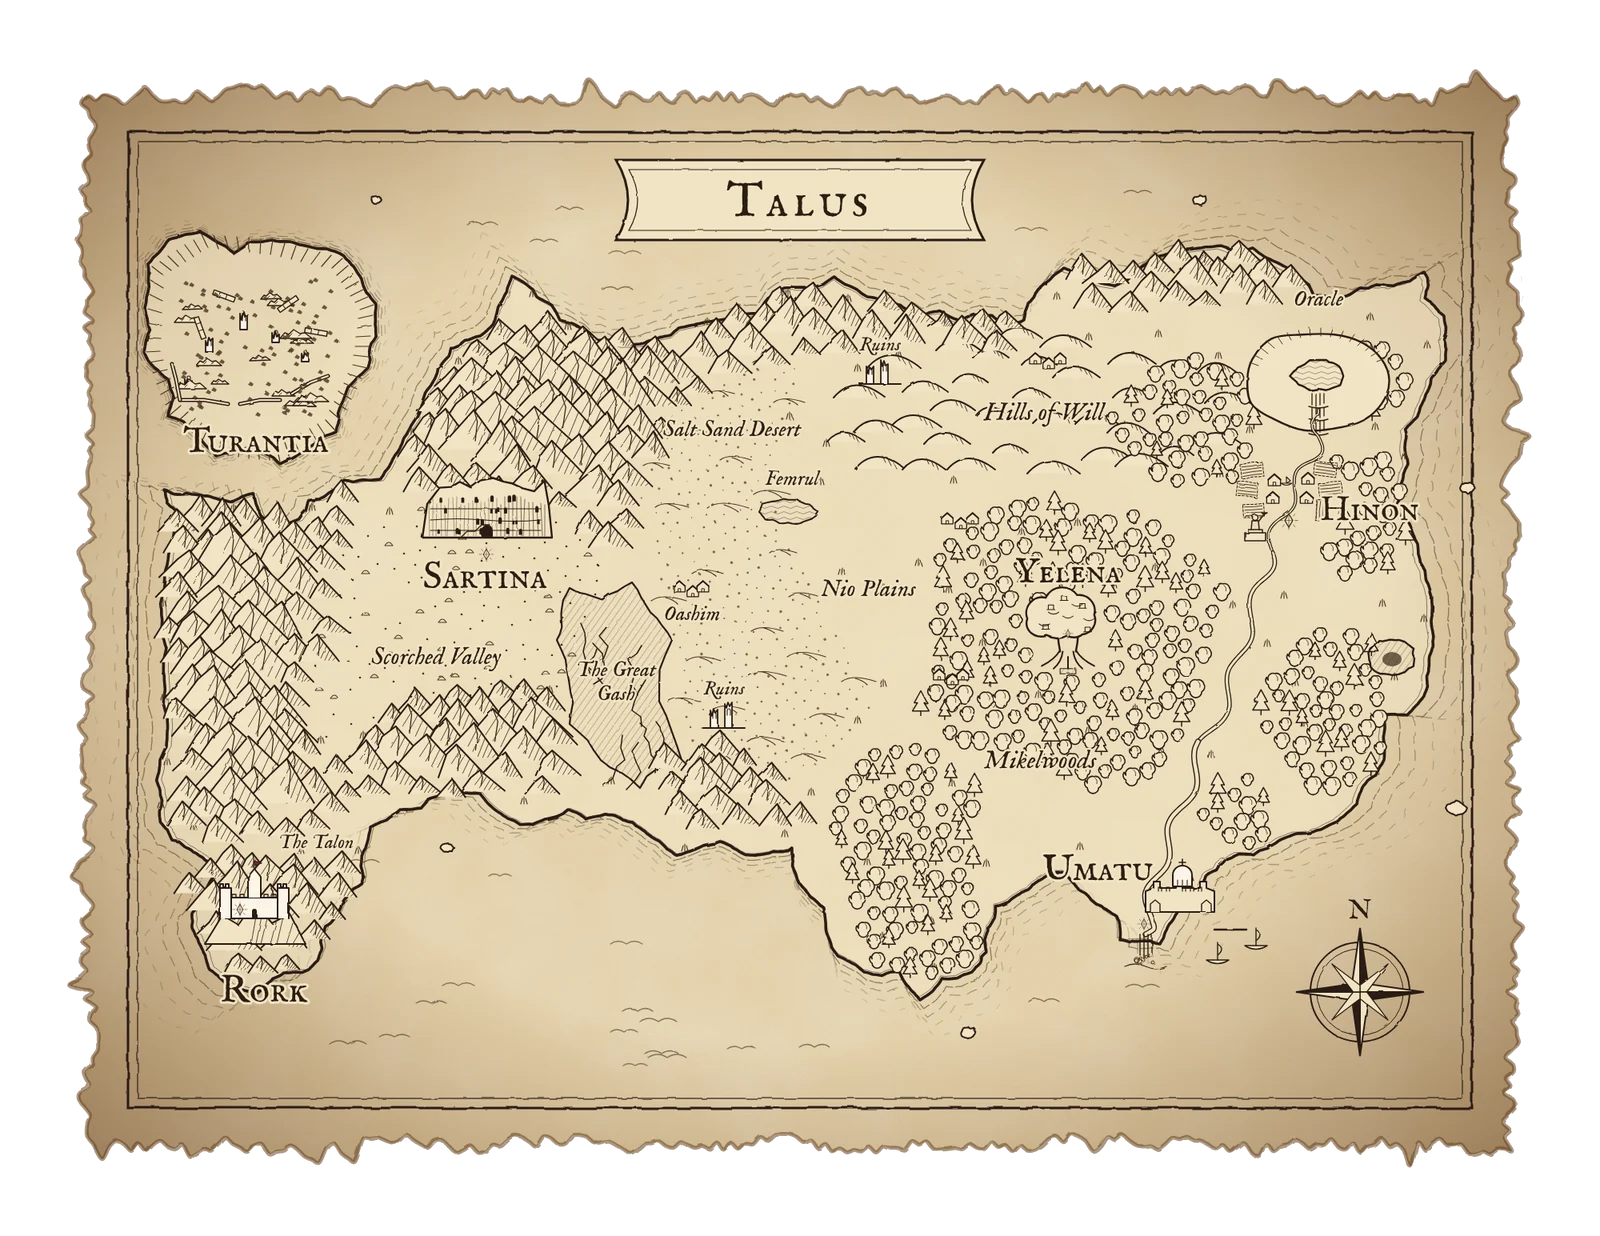 Talus
Oracle
Ruins
Hills of Will
Salt Sand Desert
Turantia
Femrul
Hinon
Sartina
Yelena
Nio Plains
Oashim
Scorched Valley
The Great
Gash
Ruins
Mikelwoods
The Talon
Umatu
N
Rork